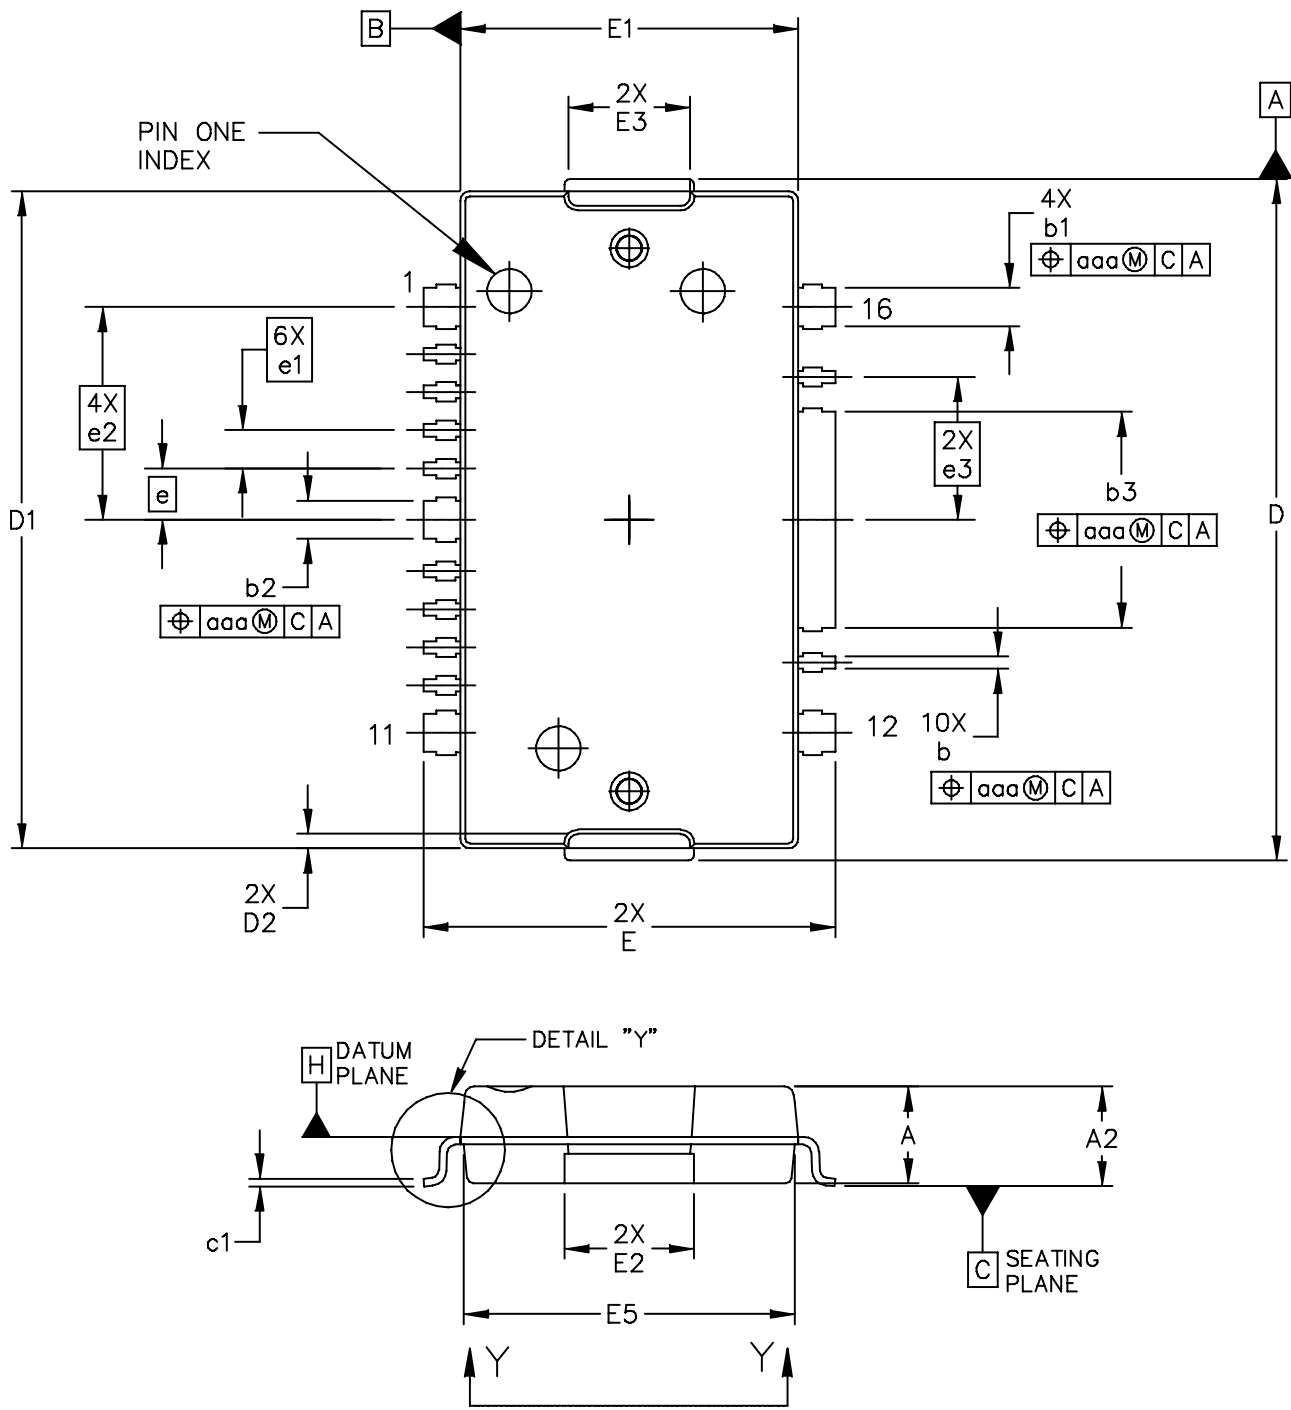 B
E1
2X
E3
A
PIN ONE
INDEX
4X
b1
⌖ aaa Ⓜ C A
1
16
6X
e1
4X
e2
2X
e3
e
b3
⌖ aaa Ⓜ C A
D1
D
b2
⌖ aaa Ⓜ C A
11
12
10X
b
⌖ aaa Ⓜ C A
2X
D2
2X
E
DETAIL "Y"
H
DATUM
PLANE
A
A2
c1
2X
E2
C
SEATING
PLANE
E5
Y
Y